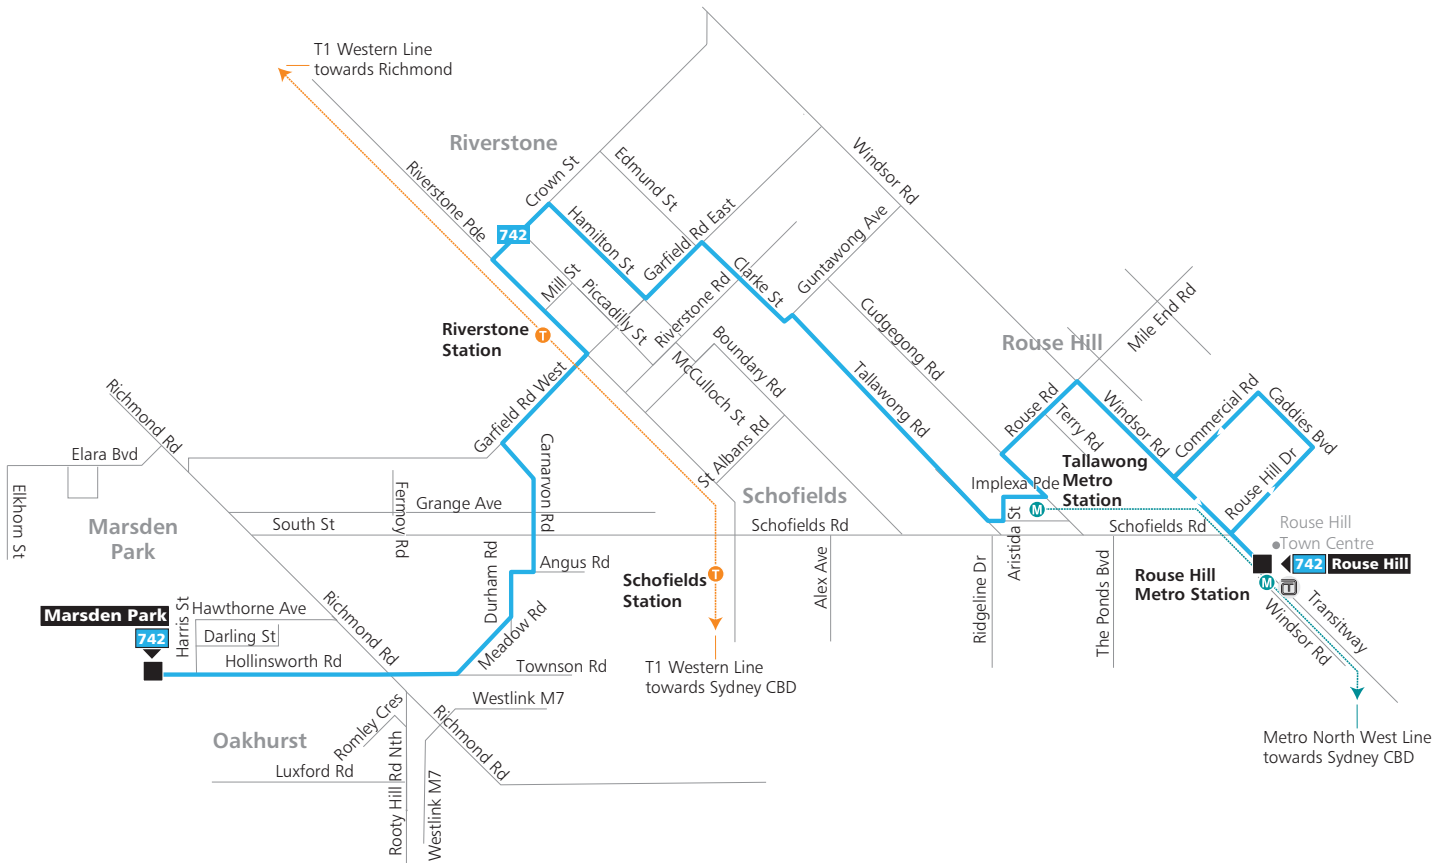 T1 Western Line
towards Richmond
Riverstone
Crown St
Edmund St
Windsor Rd
Riverstone Pde
742
Hamilton St
Garfield Rd East
Guntawong Ave
Clarke St
Mill St
Piccadilly St
Riverstone Rd
Mile End Rd
Cudgegong Rd
Rouse Hill
Riverstone
Station
T
McCulloch St
Boundary Rd
Tallawong Rd
Richmond Rd
Garfield Rd West
Rouse Rd
Terry Rd
Windsor Rd
Commercial Rd
Caddies Bvd
Rouse Hill Dr
Elara Bvd
Carnarvon Rd
St Albans Rd
Tallawong
Metro
Station
Implexa Pde
M
Elkhorn St
Marsden
Park
Fermoy Rd
Grange Ave
South St
Schofields
Schofields Rd
Aristida St
Schofields Rd
Rouse Hill
Town Centre
Angus Rd
Durham Rd
Schofields
Station
T
Alex Ave
Ridgeline Dr
The Ponds Bvd
Rouse Hill
Metro Station
742 Rouse Hill
M
T
Transitway
Windsor Rd
Marsden Park
742
Harris St
Hawthorne Ave
Darling St
Hollinsworth Rd
Richmond Rd
Meadow Rd
Townson Rd
T1 Western Line
towards Sydney CBD
Westlink M7
Oakhurst
Romley Cres
Richmond Rd
Luxford Rd
Rooty Hill Rd Nth
Westlink M7
Metro North West Line
towards Sydney CBD